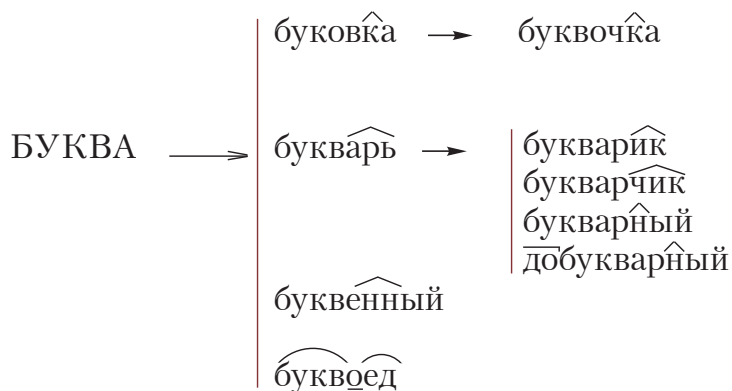 буковка → буквочка
БУКВА → букварь → букварик
букварчик
букварный
добукварный
буквенный
буквоед